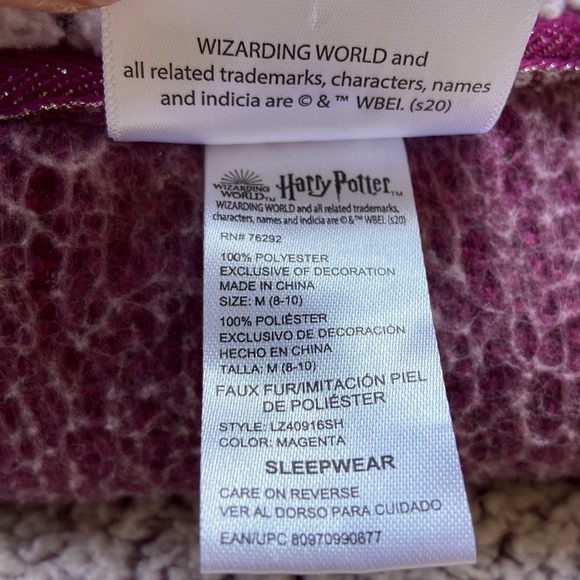 WIZARDING WORLD and
all related trademarks, characters, names
and indicia are © & ™ WBEI. (s20)
WIZARDING
WORLD™ Harry Potter™
WIZARDING WORLD and all related trademarks,
characters, names and indicia are © & ™ WBEI. (s20)
RN# 76292
100% POLYESTER
EXCLUSIVE OF DECORATION
MADE IN CHINA
SIZE: M (8-10)
100% POLIÉSTER
EXCLUSIVO DE DECORACIÓN
HECHO EN CHINA
TALLA: M (8-10)
FAUX FUR/IMITACIÓN PIEL
DE POLIÉSTER
STYLE: LZ40916SH
COLOR: MAGENTA
SLEEPWEAR
CARE ON REVERSE
VER AL DORSO PARA CUIDADO
EAN/UPC 80970990677